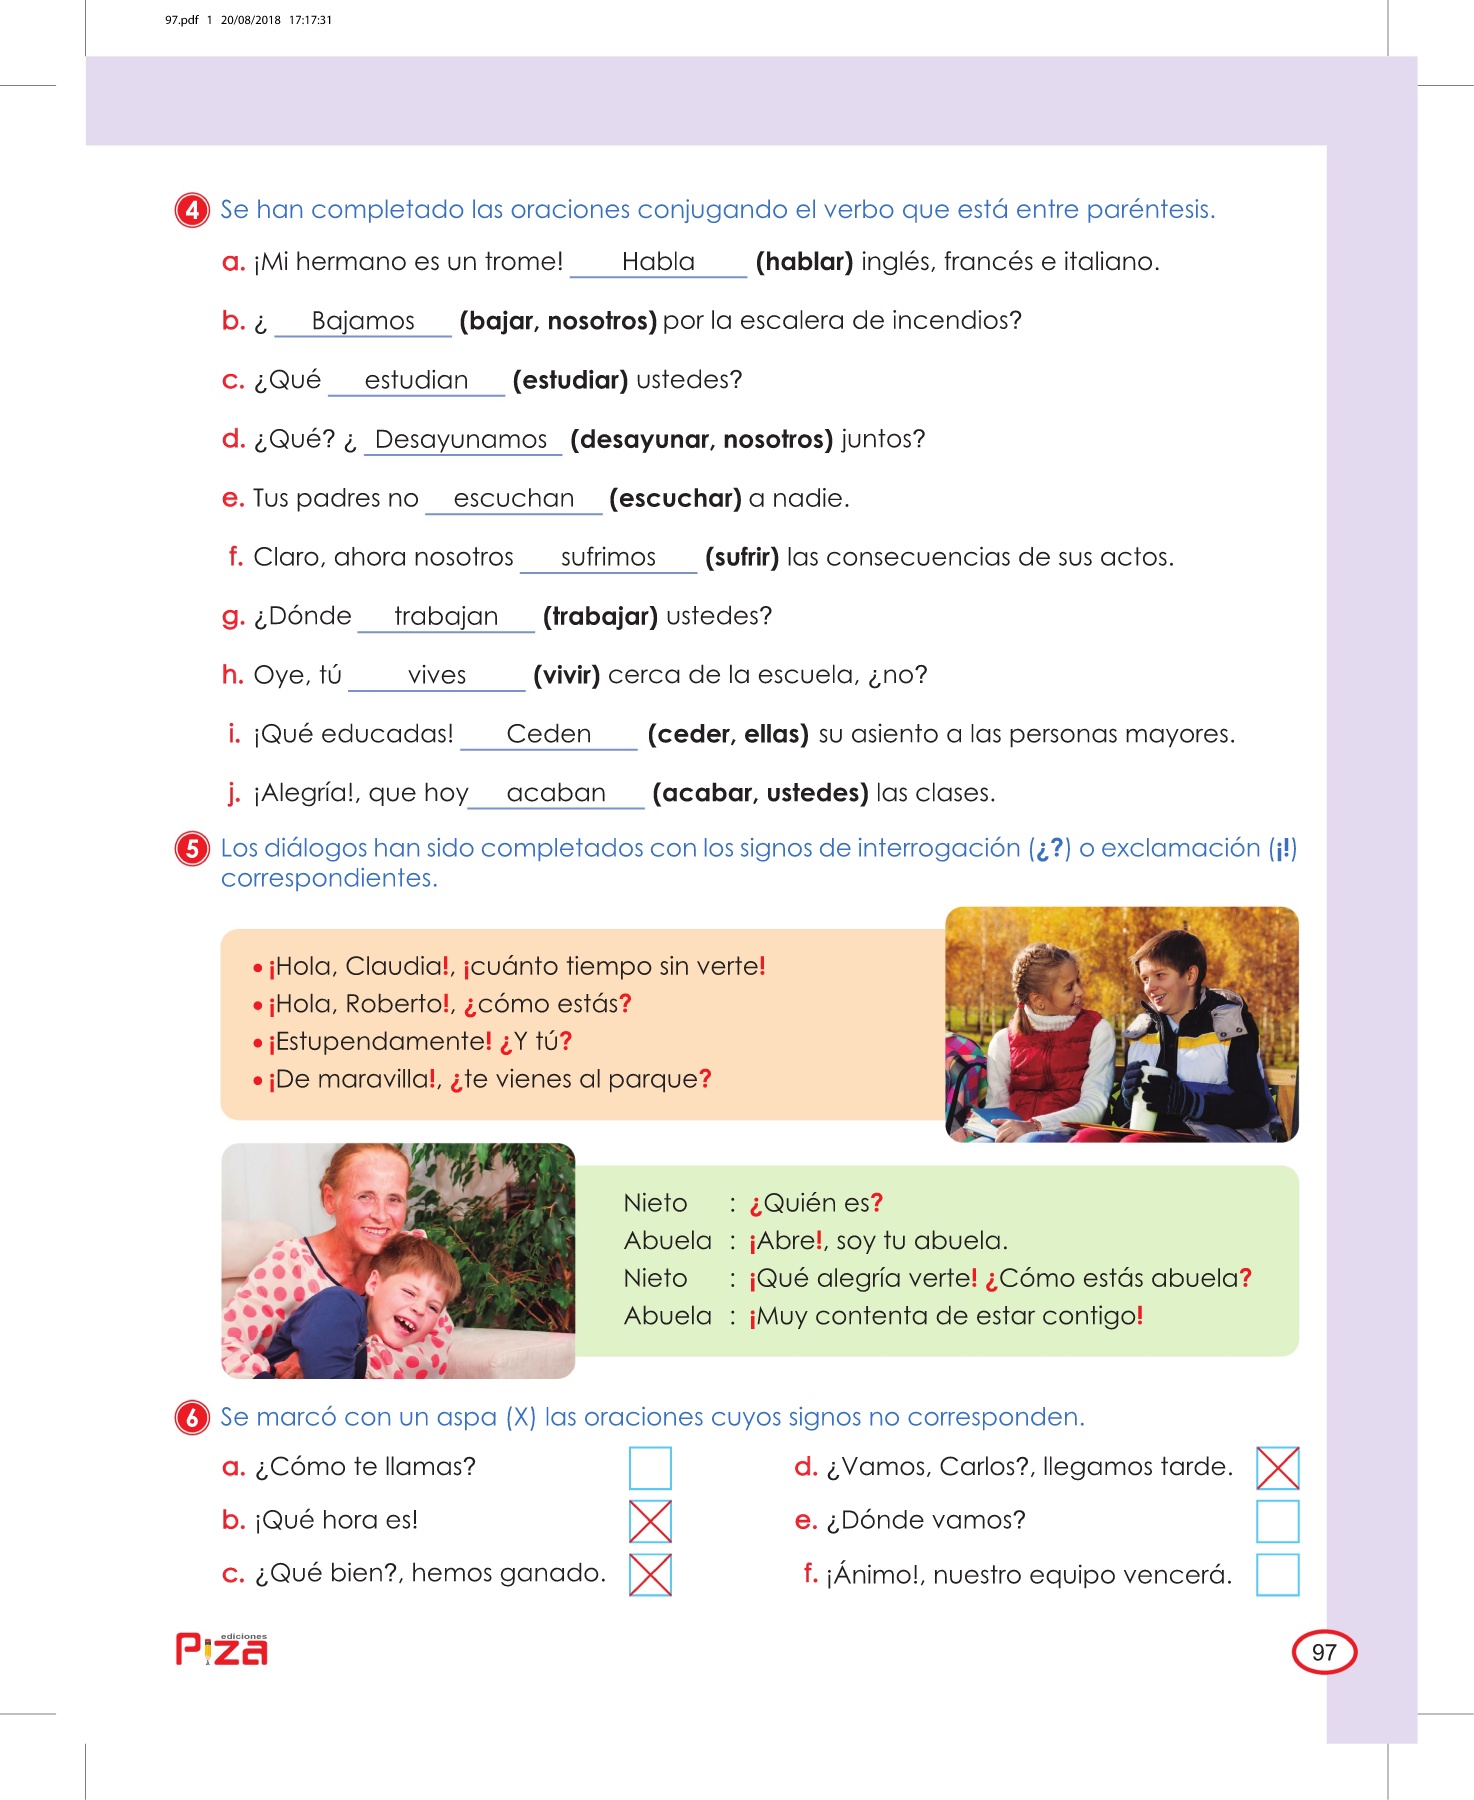 97.pdf 1 20/08/2018 17:17:31
4 Se han completado las oraciones conjugando el verbo que está entre paréntesis.
a. ¡Mi hermano es un trome! Habla (hablar) inglés, francés e italiano.
b. ¿ Bajamos (bajar, nosotros) por la escalera de incendios?
c. ¿Qué estudian (estudiar) ustedes?
d. ¿Qué? ¿ Desayunamos (desayunar, nosotros) juntos?
e. Tus padres no escuchan (escuchar) a nadie.
f. Claro, ahora nosotros sufrimos (sufrir) las consecuencias de sus actos.
g. ¿Dónde trabajan (trabajar) ustedes?
h. Oye, tú vives (vivir) cerca de la escuela, ¿no?
i. ¡Qué educadas! Ceden (ceder, ellas) su asiento a las personas mayores.
j. ¡Alegría!, que hoy acaban (acabar, ustedes) las clases.
5 Los diálogos han sido completados con los signos de interrogación (¿?) o exclamación (¡!)
correspondientes.
• ¡Hola, Claudia!, ¡cuánto tiempo sin verte!
• ¡Hola, Roberto!, ¿cómo estás?
• ¡Estupendamente! ¿Y tú?
• ¡De maravilla!, ¿te vienes al parque?
Nieto : ¿Quién es?
Abuela : ¡Abre!, soy tu abuela.
Nieto : ¡Qué alegría verte! ¿Cómo estás abuela?
Abuela : ¡Muy contenta de estar contigo!
6 Se marcó con un aspa (X) las oraciones cuyos signos no corresponden.
a. ¿Cómo te llamas?
b. ¡Qué hora es!
c. ¿Qué bien?, hemos ganado.
d. ¿Vamos, Carlos?, llegamos tarde.
e. ¿Dónde vamos?
f. ¡Ánimo!, nuestro equipo vencerá.
ediciones
Piza
97